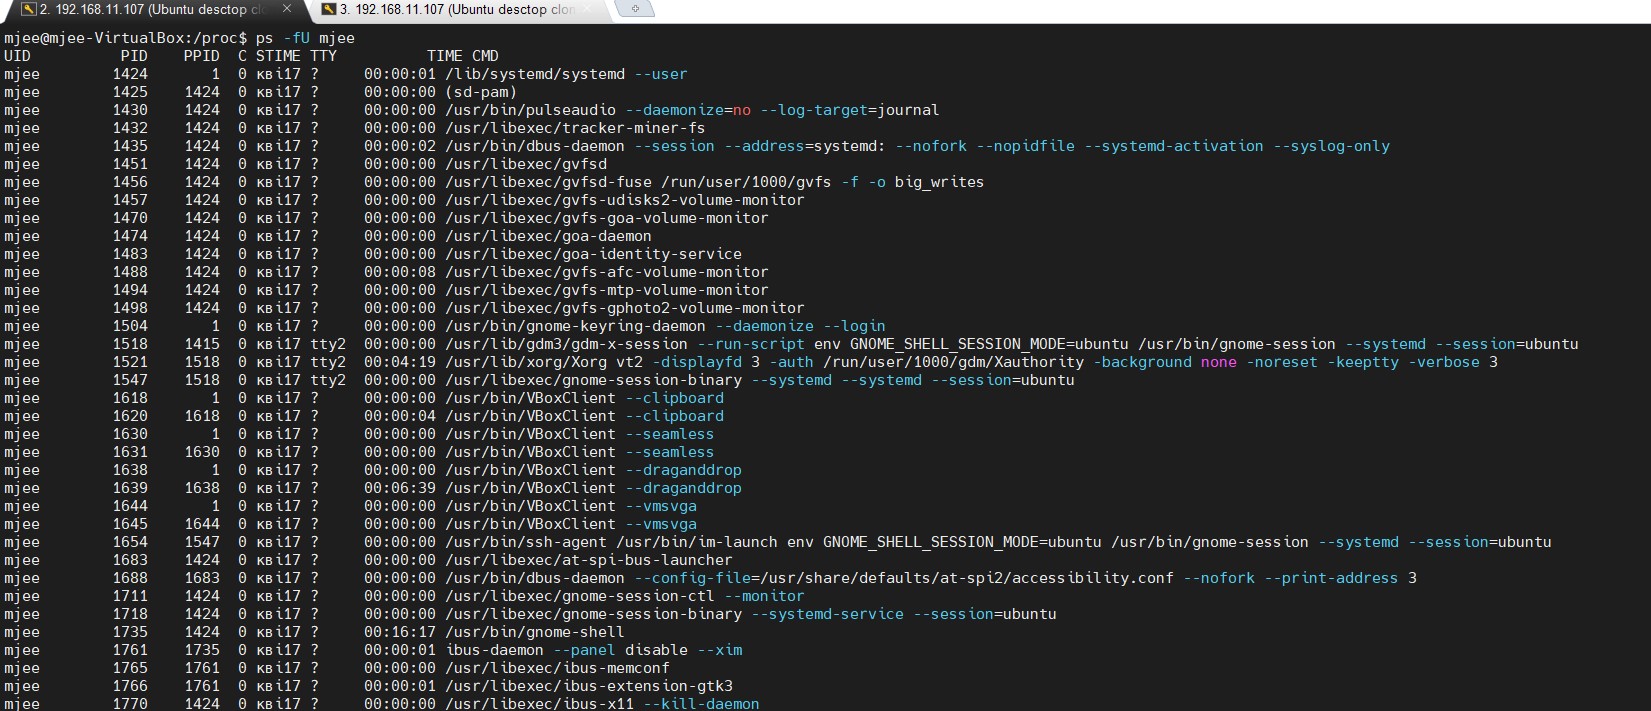 2. 192.168.11.107 (Ubuntu desctop clo
3. 192.168.11.107 (Ubuntu desctop clon
mjee@mjee-VirtualBox:/proc$ ps -fU mjee
UID PID PPID C STIME TTY TIME CMD
mjee 1424 1 0 кві17 ? 00:00:01 /lib/systemd/systemd --user
mjee 1425 1424 0 кві17 ? 00:00:00 (sd-pam)
mjee 1430 1424 0 кві17 ? 00:00:00 /usr/bin/pulseaudio --daemonize=no --log-target=journal
mjee 1432 1424 0 кві17 ? 00:00:00 /usr/libexec/tracker-miner-fs
mjee 1435 1424 0 кві17 ? 00:00:02 /usr/bin/dbus-daemon --session --address=systemd: --nofork --nopidfile --systemd-activation --syslog-only
mjee 1451 1424 0 кві17 ? 00:00:00 /usr/libexec/gvfsd
mjee 1456 1424 0 кві17 ? 00:00:00 /usr/libexec/gvfsd-fuse /run/user/1000/gvfs -f -o big_writes
mjee 1457 1424 0 кві17 ? 00:00:00 /usr/libexec/gvfs-udisks2-volume-monitor
mjee 1470 1424 0 кві17 ? 00:00:00 /usr/libexec/gvfs-goa-volume-monitor
mjee 1474 1424 0 кві17 ? 00:00:00 /usr/libexec/goa-daemon
mjee 1483 1424 0 кві17 ? 00:00:00 /usr/libexec/goa-identity-service
mjee 1488 1424 0 кві17 ? 00:00:08 /usr/libexec/gvfs-afc-volume-monitor
mjee 1494 1424 0 кві17 ? 00:00:00 /usr/libexec/gvfs-mtp-volume-monitor
mjee 1498 1424 0 кві17 ? 00:00:00 /usr/libexec/gvfs-gphoto2-volume-monitor
mjee 1504 1 0 кві17 ? 00:00:00 /usr/bin/gnome-keyring-daemon --daemonize --login
mjee 1518 1415 0 кві17 tty2 00:00:00 /usr/lib/gdm3/gdm-x-session --run-script env GNOME_SHELL_SESSION_MODE=ubuntu /usr/bin/gnome-session --systemd --session=ubuntu
mjee 1521 1518 0 кві17 tty2 00:04:19 /usr/lib/xorg/Xorg vt2 -displayfd 3 -auth /run/user/1000/gdm/Xauthority -background none -noreset -keeptty -verbose 3
mjee 1547 1518 0 кві17 tty2 00:00:00 /usr/libexec/gnome-session-binary --systemd --systemd --session=ubuntu
mjee 1618 1 0 кві17 ? 00:00:00 /usr/bin/VBoxClient --clipboard
mjee 1620 1618 0 кві17 ? 00:00:04 /usr/bin/VBoxClient --clipboard
mjee 1630 1 0 кві17 ? 00:00:00 /usr/bin/VBoxClient --seamless
mjee 1631 1630 0 кві17 ? 00:00:00 /usr/bin/VBoxClient --seamless
mjee 1638 1 0 кві17 ? 00:00:00 /usr/bin/VBoxClient --draganddrop
mjee 1639 1638 0 кві17 ? 00:06:39 /usr/bin/VBoxClient --draganddrop
mjee 1644 1 0 кві17 ? 00:00:00 /usr/bin/VBoxClient --vmsvga
mjee 1645 1644 0 кві17 ? 00:00:00 /usr/bin/VBoxClient --vmsvga
mjee 1654 1547 0 кві17 ? 00:00:00 /usr/bin/ssh-agent /usr/bin/im-launch env GNOME_SHELL_SESSION_MODE=ubuntu /usr/bin/gnome-session --systemd --session=ubuntu
mjee 1683 1424 0 кві17 ? 00:00:00 /usr/libexec/at-spi-bus-launcher
mjee 1688 1683 0 кві17 ? 00:00:00 /usr/bin/dbus-daemon --config-file=/usr/share/defaults/at-spi2/accessibility.conf --nofork --print-address 3
mjee 1711 1424 0 кві17 ? 00:00:00 /usr/libexec/gnome-session-ctl --monitor
mjee 1718 1424 0 кві17 ? 00:00:00 /usr/libexec/gnome-session-binary --systemd-service --session=ubuntu
mjee 1735 1424 0 кві17 ? 00:16:17 /usr/bin/gnome-shell
mjee 1761 1735 0 кві17 ? 00:00:01 ibus-daemon --panel disable --xim
mjee 1765 1761 0 кві17 ? 00:00:00 /usr/libexec/ibus-memconf
mjee 1766 1761 0 кві17 ? 00:00:01 /usr/libexec/ibus-extension-gtk3
mjee 1770 1424 0 кві17 ? 00:00:00 /usr/libexec/ibus-x11 --kill-daemon